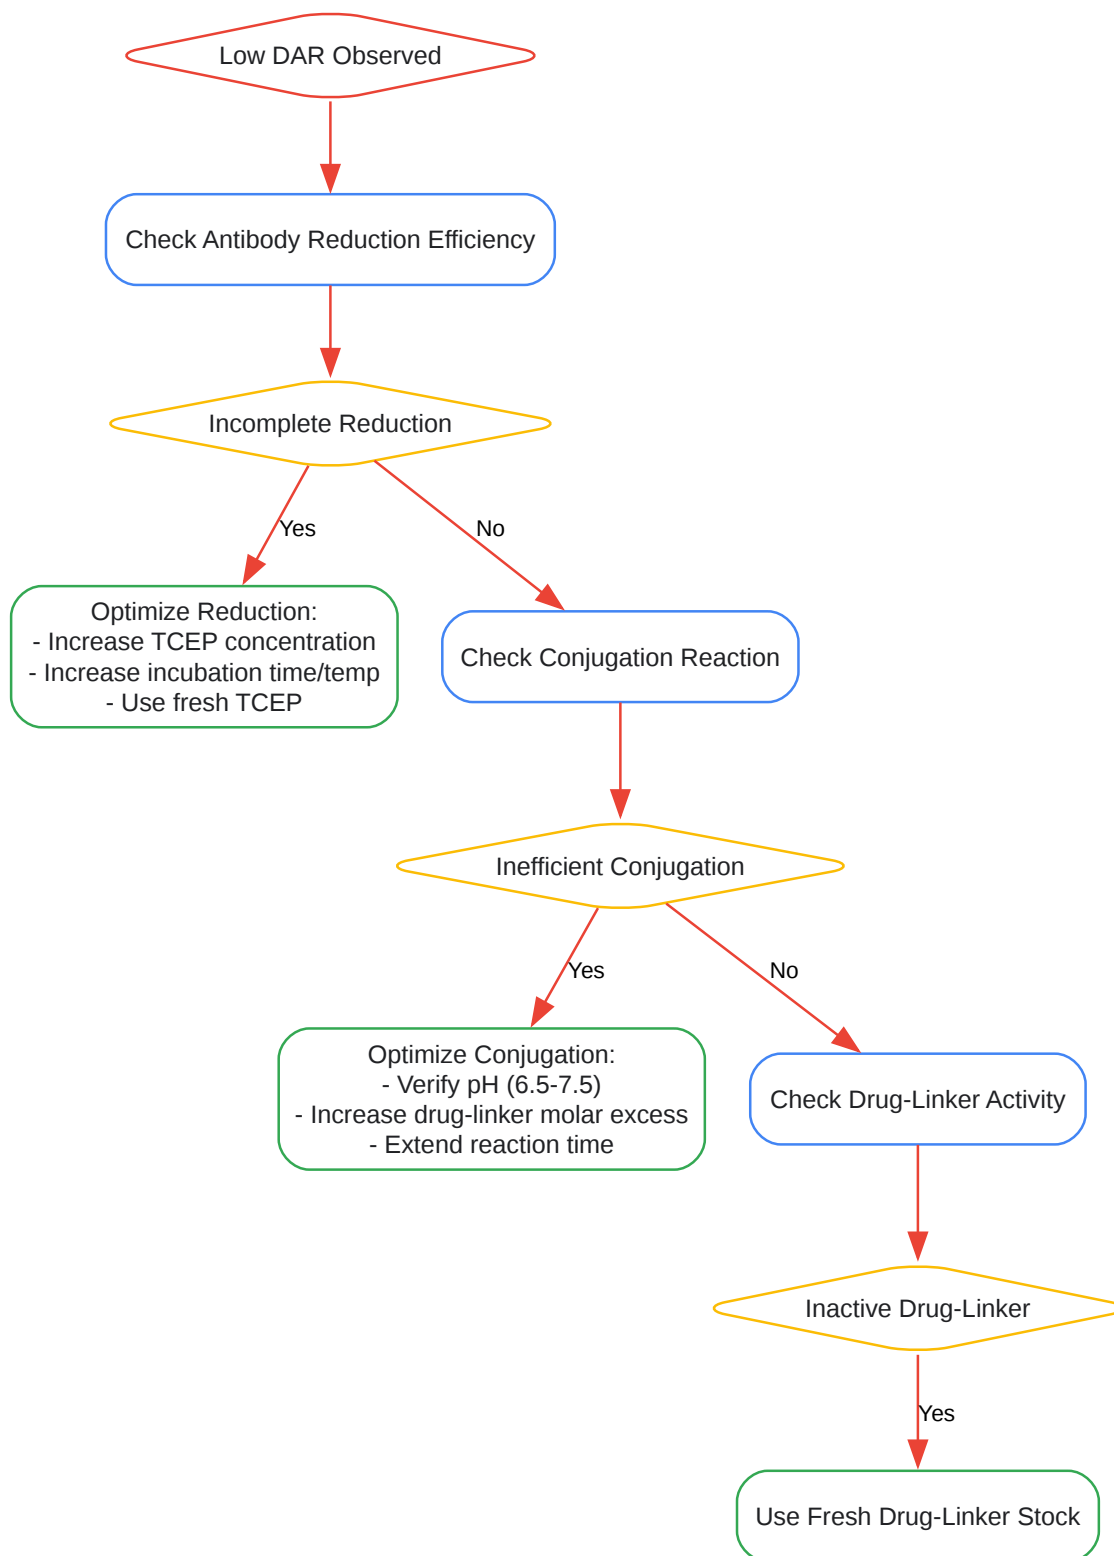 Low DAR Observed
Check Antibody Reduction Efficiency
Incomplete Reduction
Yes
No
Optimize Reduction:
- Increase TCEP concentration
- Increase incubation time/temp
- Use fresh TCEP
Check Conjugation Reaction
Inefficient Conjugation
Yes
No
Optimize Conjugation:
- Verify pH (6.5-7.5)
- Increase drug-linker molar excess
- Extend reaction time
Check Drug-Linker Activity
Inactive Drug-Linker
Yes
Use Fresh Drug-Linker Stock